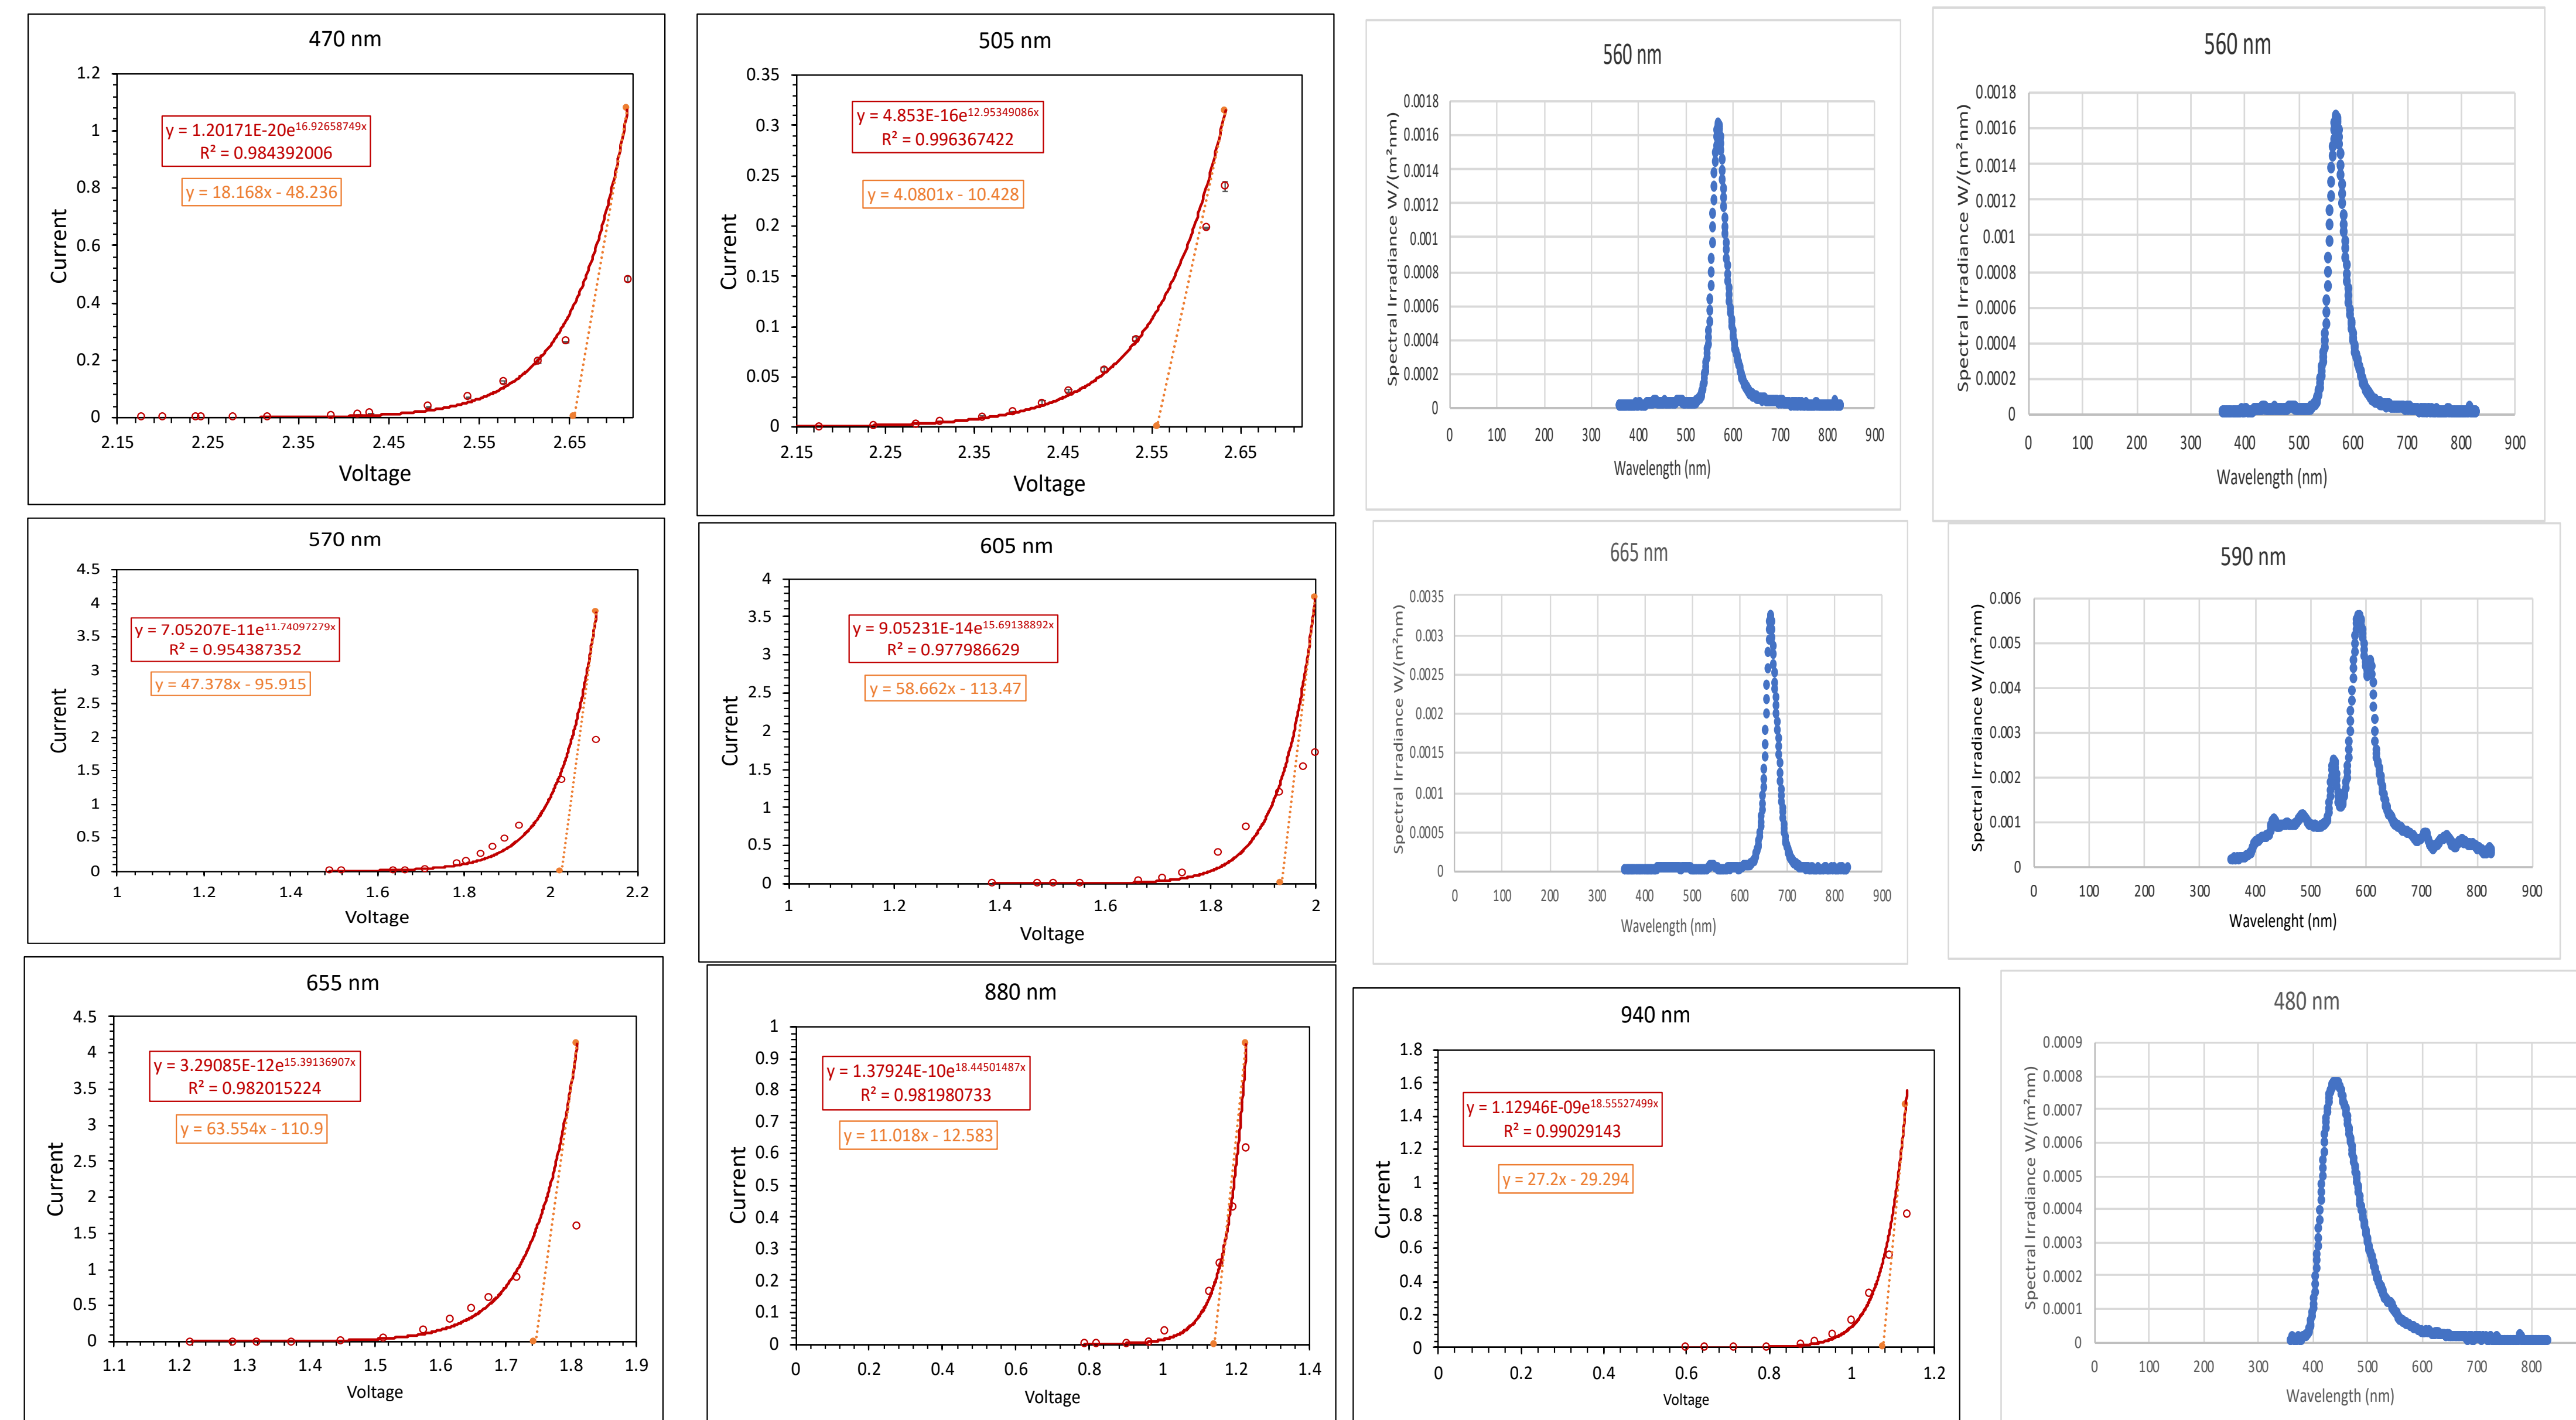 470 nm
1.2
1
0.8
0.6
0.4
0.2
0
y = 1.20171E-20e^16.92658749x
R² = 0.984392006
y = 18.168x - 48.236
Current
2.15 2.25 2.35 2.45 2.55 2.65
Voltage
505 nm
0.35
0.3
0.25
0.2
0.15
0.1
0.05
0
y = 4.853E-16e^12.95349086x
R² = 0.996367422
y = 4.0801x - 10.428
Current
2.15 2.25 2.35 2.45 2.55 2.65
Voltage
560 nm
0.0018
0.0016
0.0014
0.0012
0.001
0.0008
0.0006
0.0004
0.0002
0
Spectral Irradiance W/(m²nm)
0 100 200 300 400 500 600 700 800 900
Wavelength (nm)
560 nm
0.0018
0.0016
0.0014
0.0012
0.001
0.0008
0.0006
0.0004
0.0002
0
Spectral Irradiance W/(m²nm)
0 100 200 300 400 500 600 700 800 900
Wavelength (nm)
570 nm
4.5
4
3.5
3
2.5
2
1.5
1
0.5
0
y = 7.05207E-11e^11.74097279x
R² = 0.954387352
y = 47.378x - 95.915
Current
1 1.2 1.4 1.6 1.8 2 2.2
Voltage
605 nm
4
3.5
3
2.5
2
1.5
1
0.5
0
y = 9.05231E-14e^15.69138892x
R² = 0.977986629
y = 58.662x - 113.47
Current
1 1.2 1.4 1.6 1.8 2
Voltage
665 nm
0.0035
0.003
0.0025
0.002
0.0015
0.001
0.0005
0
Spectral Irradiance W/(m²nm)
0 100 200 300 400 500 600 700 800 900
Wavelength (nm)
590 nm
0.006
0.005
0.004
0.003
0.002
0.001
0
Spectral Irradiance W/(m²nm)
0 100 200 300 400 500 600 700 800 900
Wavelenght (nm)
655 nm
4.5
4
3.5
3
2.5
2
1.5
1
0.5
0
y = 3.29085E-12e^15.39136907x
R² = 0.982015224
y = 63.554x - 110.9
Current
1.1 1.2 1.3 1.4 1.5 1.6 1.7 1.8 1.9
Voltage
880 nm
1
0.9
0.8
0.7
0.6
0.5
0.4
0.3
0.2
0.1
0
y = 1.37924E-10e^18.44501487x
R² = 0.981980733
y = 11.018x - 12.583
Current
0 0.2 0.4 0.6 0.8 1 1.2 1.4
Voltage
940 nm
1.8
1.6
1.4
1.2
1
0.8
0.6
0.4
0.2
0
y = 1.12946E-09e^18.55527499x
R² = 0.99029143
y = 27.2x - 29.294
Current
0 0.2 0.4 0.6 0.8 1 1.2
Voltage
480 nm
0.0009
0.0008
0.0007
0.0006
0.0005
0.0004
0.0003
0.0002
0.0001
0
Spectral Irradiance W/(m²nm)
0 100 200 300 400 500 600 700 800
Wavelength (nm)